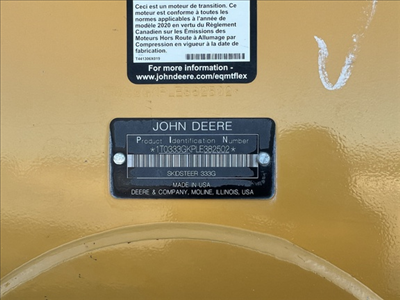 Ceci est un moteur de transition. Ce
moteur est conforme à toutes les
normes applicables à l'année de
modèle 2020 en vertu du Règlement
Canadien sur les Émissions des
Moteurs Hors Route à Allumage par
Compression en vigueur à la date de
fabrication.
For more information -
www.johndeere.com/eqmtflex
JOHN DEERE
Product Identification Number
*1T0333GKPLF382502*
SKIDSTEER 333G
MADE IN USA
DEERE & COMPANY, MOLINE, ILLINOIS, USA